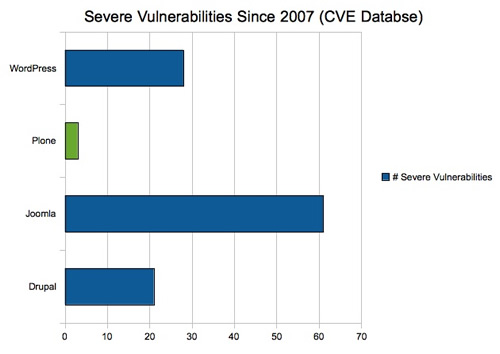 Severe Vulnerabilities Since 2007 (CVE Databse)
WordPress
Plone
# Severe Vulnerabilities
Joomla
Drupal
0 10 20 30 40 50 60 70